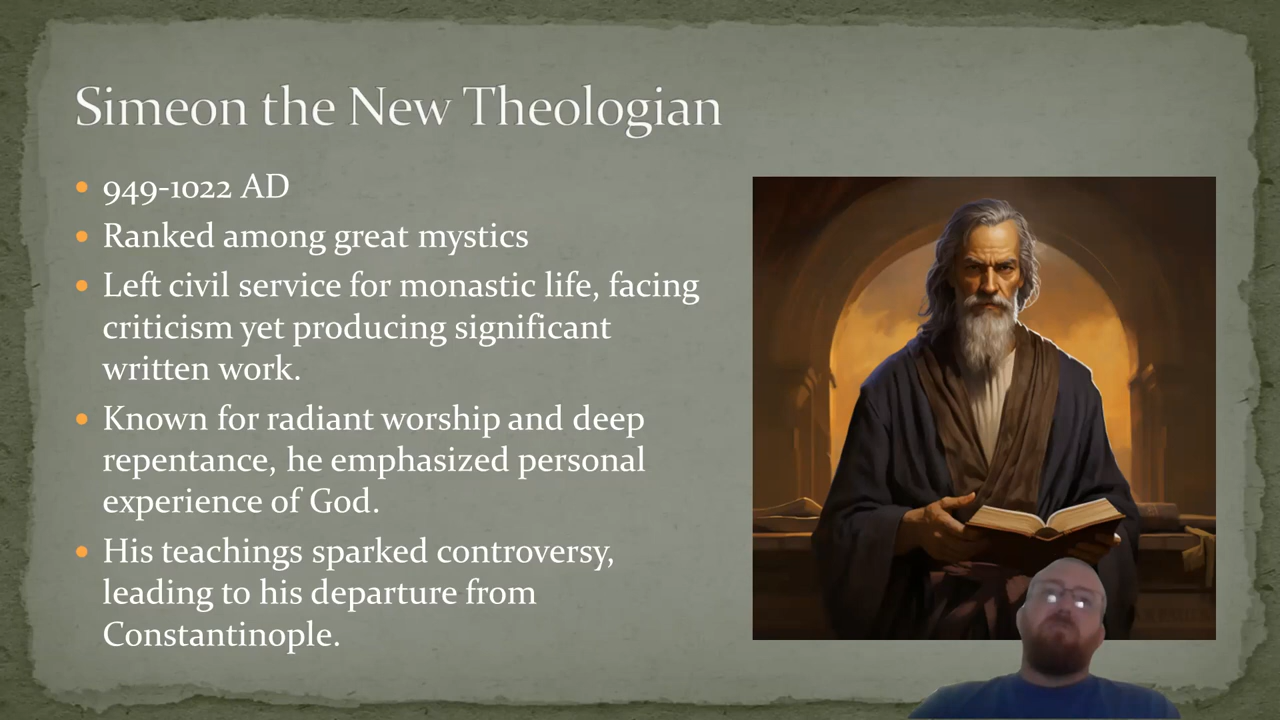 Simeon the New Theologian
949-1022 AD
Ranked among great mystics
Left civil service for monastic life, facing
criticism yet producing significant
written work.
Known for radiant worship and deep
repentance, he emphasized personal
experience of God.
His teachings sparked controversy,
leading to his departure from
Constantinople.